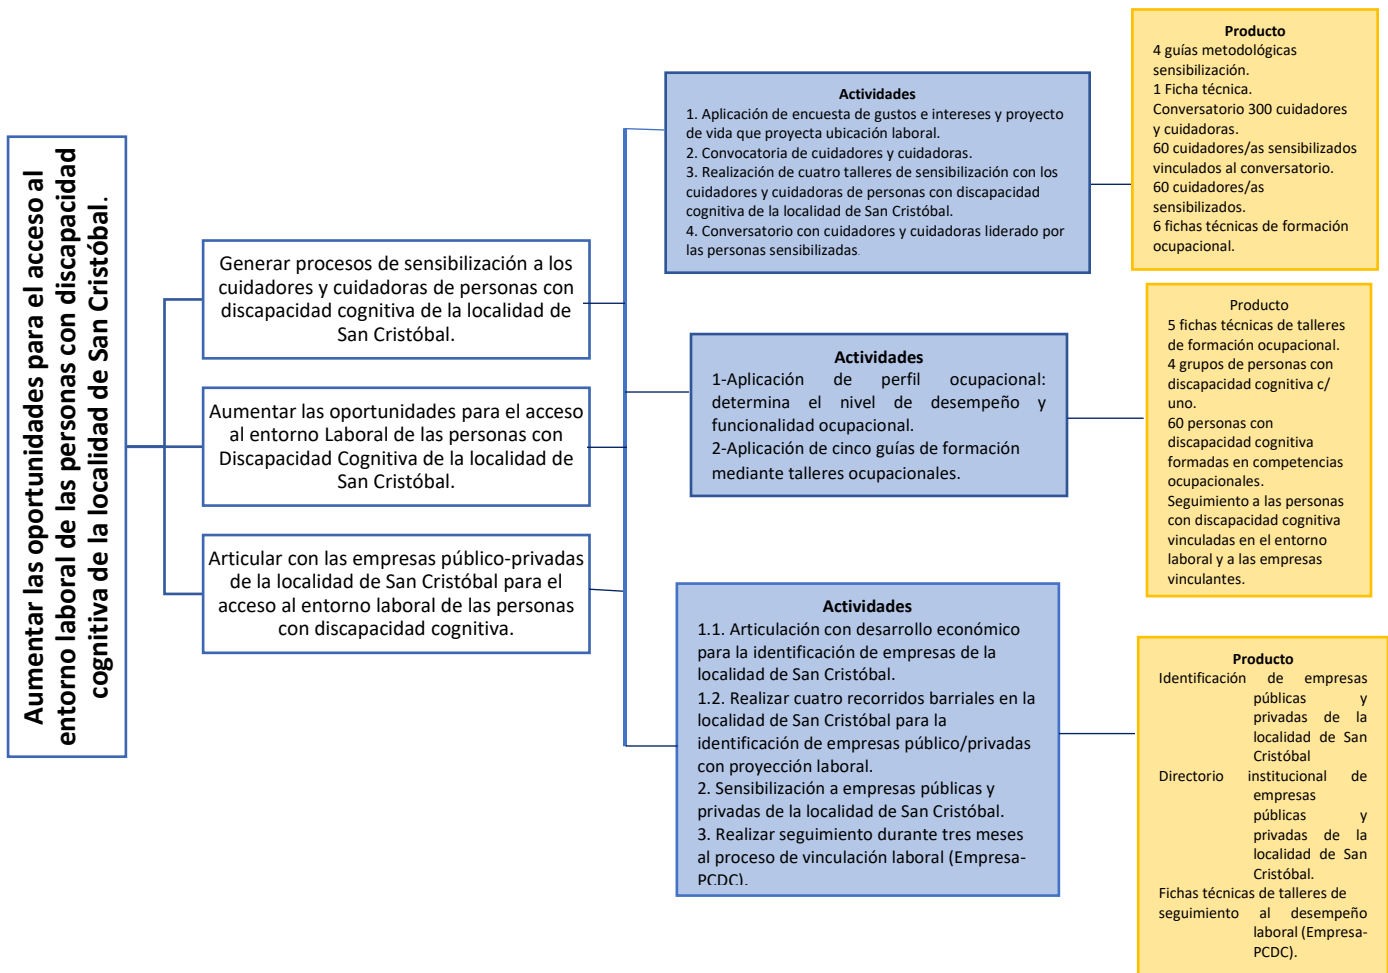 Aumentar las oportunidades para el acceso al
entorno laboral de las personas con discapacidad
cognitiva de la localidad de San Cristóbal.
Generar procesos de sensibilización a los
cuidadores y cuidadoras de personas con
discapacidad cognitiva de la localidad de
San Cristóbal.
Aumentar las oportunidades para el acceso
al entorno Laboral de las personas con
Discapacidad Cognitiva de la localidad de
San Cristóbal.
Articular con las empresas público-privadas
de la localidad de San Cristóbal para el
acceso al entorno laboral de las personas
con discapacidad cognitiva.
Actividades
1. Aplicación de encuesta de gustos e intereses y proyecto
de vida que proyecta ubicación laboral.
2. Convocatoria de cuidadores y cuidadoras.
3. Realización de cuatro talleres de sensibilización con los
cuidadores y cuidadoras de personas con discapacidad
cognitiva de la localidad de San Cristóbal.
4. Conversatorio con cuidadores y cuidadoras liderado por
las personas sensibilizadas.
Producto
4 guías metodológicas
sensibilización.
1 Ficha técnica.
Conversatorio 300 cuidadores
y cuidadoras.
60 cuidadores/as sensibilizados
vinculados al conversatorio.
60 cuidadores/as
sensibilizados.
6 fichas técnicas de formación
ocupacional.
Actividades
1-Aplicación de perfil ocupacional:
determina el nivel de desempeño y
funcionalidad ocupacional.
2-Aplicación de cinco guías de formación
mediante talleres ocupacionales.
Producto
5 fichas técnicas de talleres
de formación ocupacional.
4 grupos de personas con
discapacidad cognitiva c/
uno.
60 personas con
discapacidad cognitiva
formadas en competencias
ocupacionales.
Seguimiento a las personas
con discapacidad cognitiva
vinculadas en el entorno
laboral y a las empresas
vinculantes.
Actividades
1.1. Articulación con desarrollo económico
para la identificación de empresas de la
localidad de San Cristóbal.
1.2. Realizar cuatro recorridos barriales en la
localidad de San Cristóbal para la
identificación de empresas público/privadas
con proyección laboral.
2. Sensibilización a empresas públicas y
privadas de la localidad de San Cristóbal.
3. Realizar seguimiento durante tres meses
al proceso de vinculación laboral (Empresa-
PCDC).
Producto
Identificación de empresas
públicas y
privadas de la
localidad de San
Cristóbal
Directorio institucional de
empresas
públicas y
privadas de la
localidad de San
Cristóbal.
Fichas técnicas de talleres de
seguimiento al desempeño
laboral (Empresa-
PCDC).